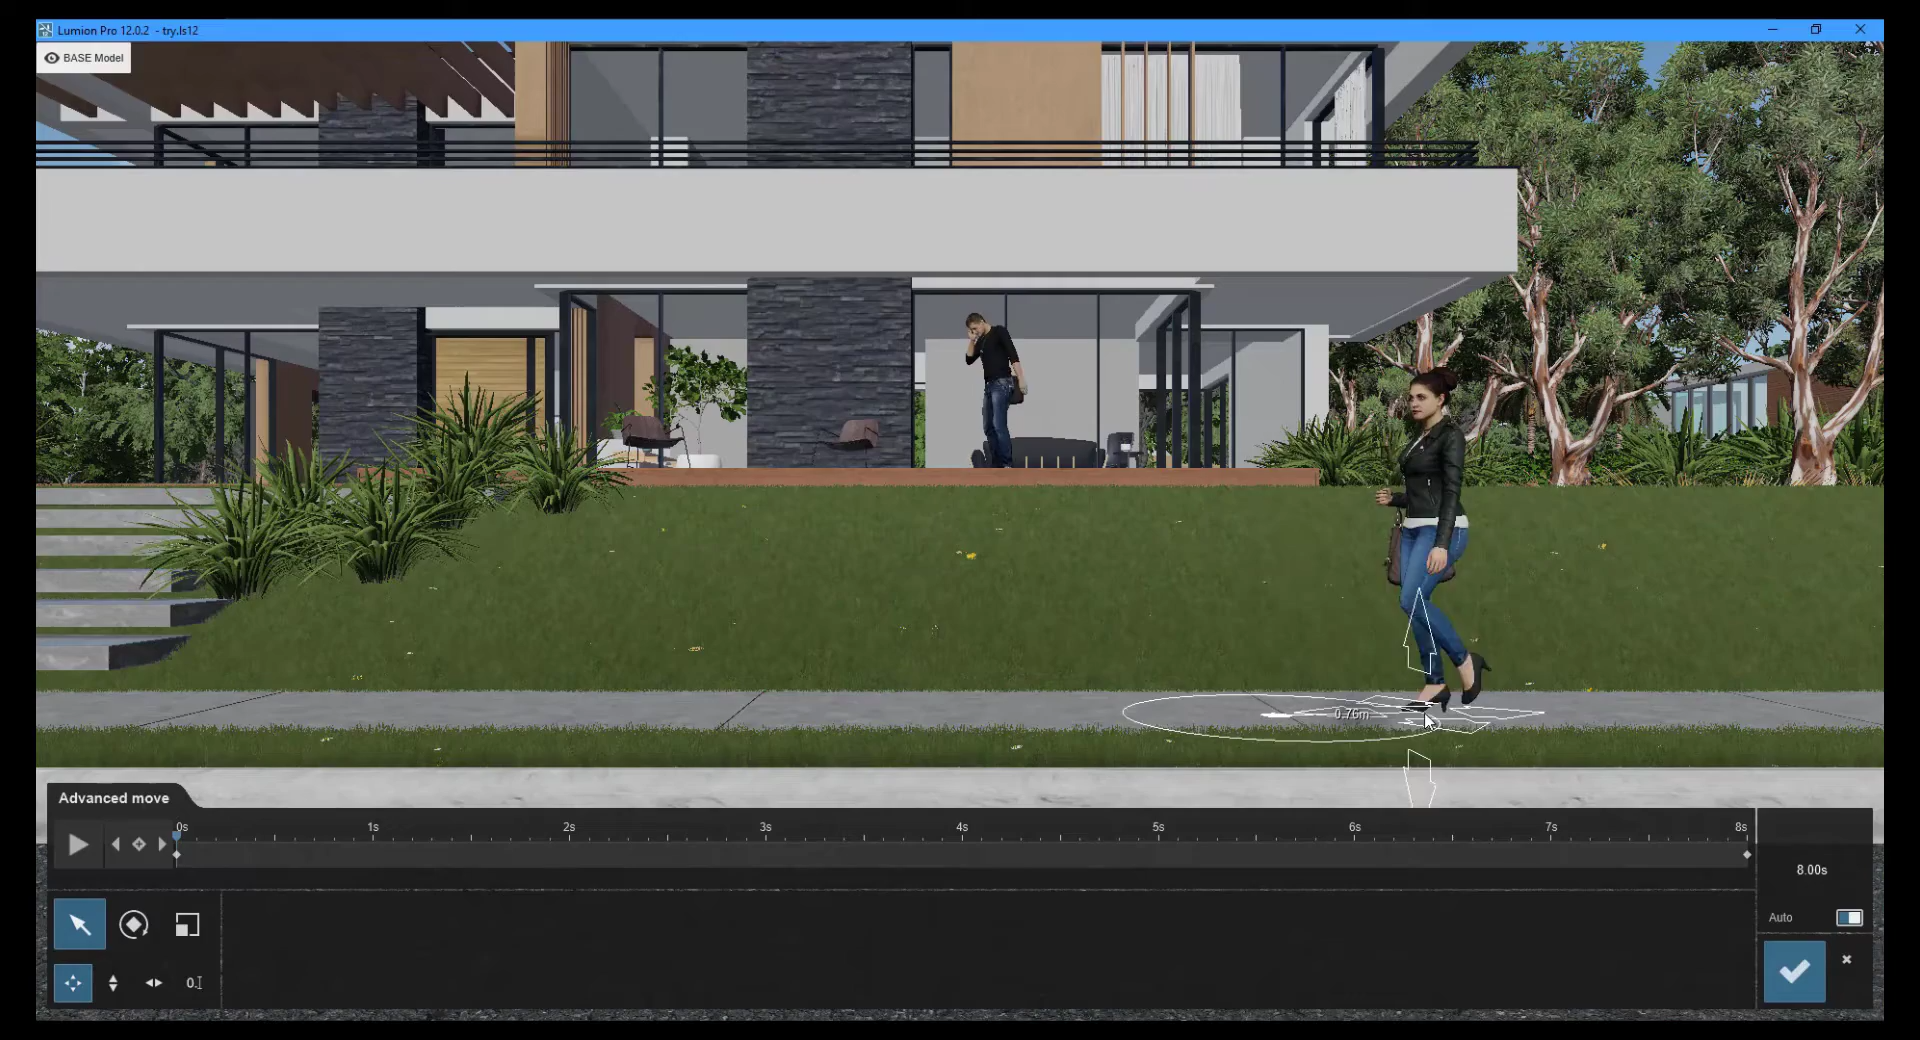 Lumion Pro 12.0.2 - try.ls12
BASE Model
0.76m
Advanced move
0s 1s 2s 3s 4s 5s 6s 7s 8s
8.00s
Auto
0.